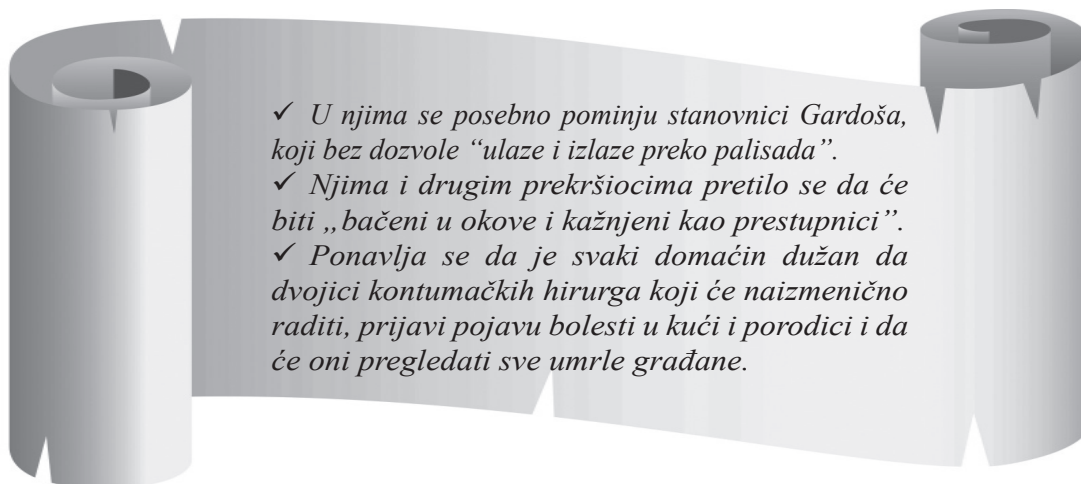 ✓ U njima se posebno pominju stanovnici Gardoša,
koji bez dozvole “ulaze i izlaze preko palisada”.
✓ Njima i drugim prekršiocima pretilo se da će
biti „bačeni u okove i kažnjeni kao prestupnici”.
✓ Ponavlja se da je svaki domaćin dužan da
dvojici kontumačkih hirurga koji će naizmenično
raditi, prijavi pojavu bolesti u kući i porodici i da
će oni pregledati sve umrle građane.